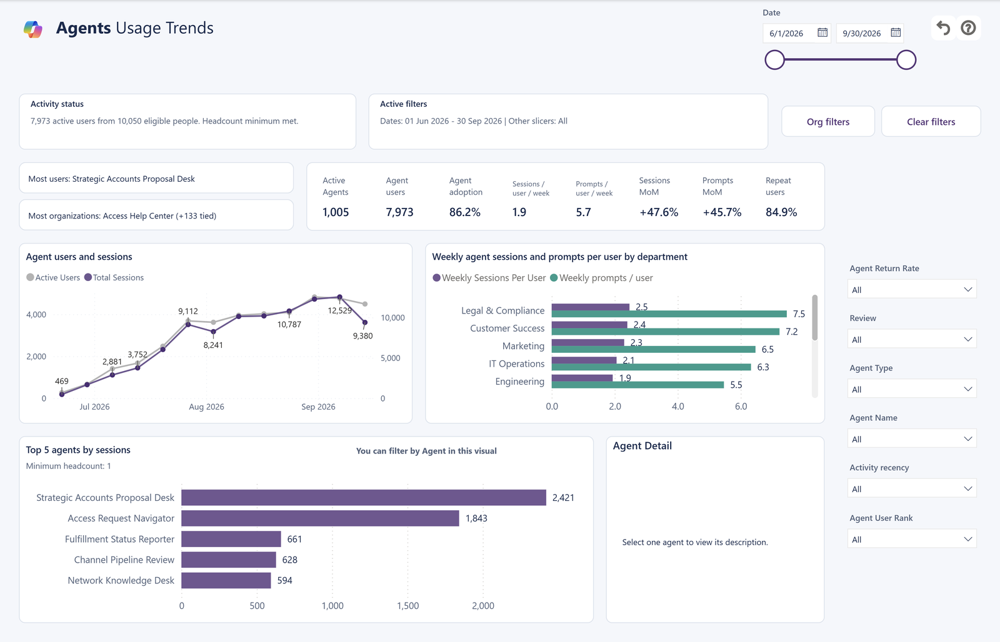 Agents Usage Trends
Date
6/1/2026
9/30/2026
Activity status
7,973 active users from 10,050 eligible people. Headcount minimum met.
Active filters
Dates: 01 Jun 2026 - 30 Sep 2026 | Other slicers: All
Org filters
Clear filters
Most users: Strategic Accounts Proposal Desk
Most organizations: Access Help Center (+133 tied)
Active Agents
1,005
Agent users
7,973
Agent adoption
86.2%
Sessions / user / week
1.9
Prompts / user / week
5.7
Sessions MoM
+47.6%
Prompts MoM
+45.7%
Repeat users
84.9%
Agent users and sessions
Active Users
Total Sessions
4,000
2,000
0
10,000
5,000
0
469
2,881
3,752
9,112
8,241
10,787
12,529
9,380
Jul 2026
Aug 2026
Sep 2026
Weekly agent sessions and prompts per user by department
Weekly Sessions Per User
Weekly prompts / user
Legal & Compliance 2.5 7.5
Customer Success 2.4 7.2
Marketing 2.3 6.5
IT Operations 2.1 6.3
Engineering 1.9 5.5
0.0 2.0 4.0 6.0
Agent Return Rate
All
Review
All
Agent Type
All
Agent Name
All
Activity recency
All
Agent User Rank
All
Top 5 agents by sessions
You can filter by Agent in this visual
Minimum headcount: 1
Strategic Accounts Proposal Desk 2,421
Access Request Navigator 1,843
Fulfillment Status Reporter 661
Channel Pipeline Review 628
Network Knowledge Desk 594
0 500 1,000 1,500 2,000
Agent Detail
Select one agent to view its description.